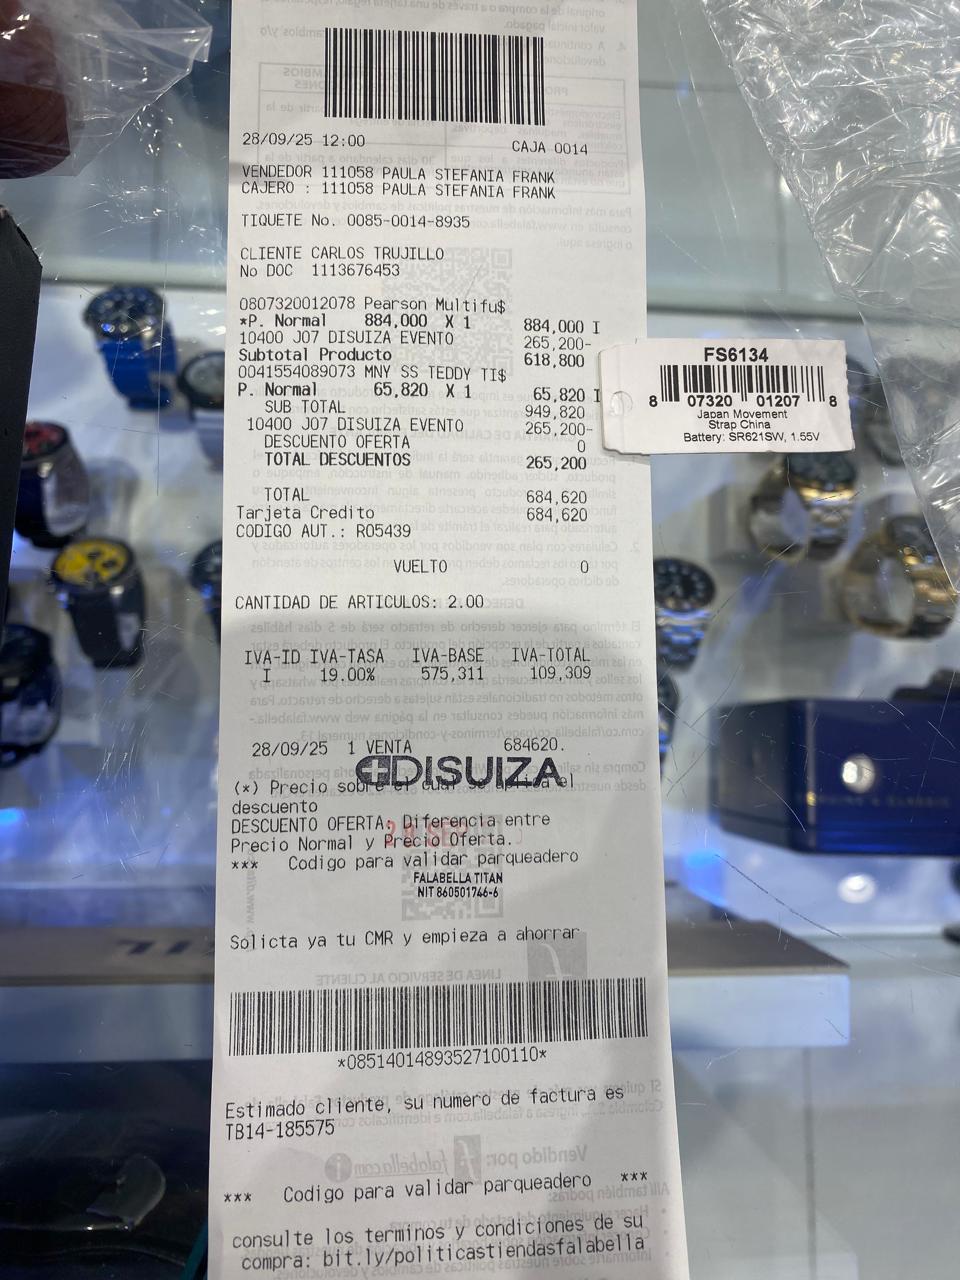 28/09/25 12:00 CAJA 0014
VENDEDOR 111058 PAULA STEFANIA FRANK
CAJERO : 111058 PAULA STEFANIA FRANK
TIQUETE No. 0085-0014-8935
CLIENTE CARLOS TRUJILLO
No DOC 1113676453
0807320012078 Pearson Multifu$
*P. Normal 884,000 X 1 884,000 I
10400 J07 DISUIZA EVENTO 265,200-
Subtotal Producto 618,800
0041554089073 MNY SS TEDDY TI$
P. Normal 65,820 X 1 65,820 I
SUB TOTAL 949,820
10400 J07 DISUIZA EVENTO 265,200-
DESCUENTO OFERTA 0
TOTAL DESCUENTOS 265,200
TOTAL 684,620
Tarjeta Credito 684,620
CODIGO AUT.: R05439
VUELTO 0
CANTIDAD DE ARTICULOS: 2.00
IVA-ID IVA-TASA IVA-BASE IVA-TOTAL
I 19.00% 575,311 109,309
28/09/25 1 VENTA 684620.
DISUIZA
(*) Precio sobre el cual se aplica el
descuento
DESCUENTO OFERTA: Diferencia entre
Precio Normal y Precio Oferta.
*** Codigo para validar parqueadero
FALABELLA TITAN
NIT 860501746-6
Solicta ya tu CMR y empieza a ahorrar
*08514014893527100110*
Estimado cliente, su numero de factura es
TB14-185575
*** Codigo para validar parqueadero ***
consulte los terminos y condiciones de su
compra: bit.ly/politicastiendasfalabella
FS6134
8 07320 01207 8
Japan Movement
Strap China
Battery: SR621SW, 1.55V